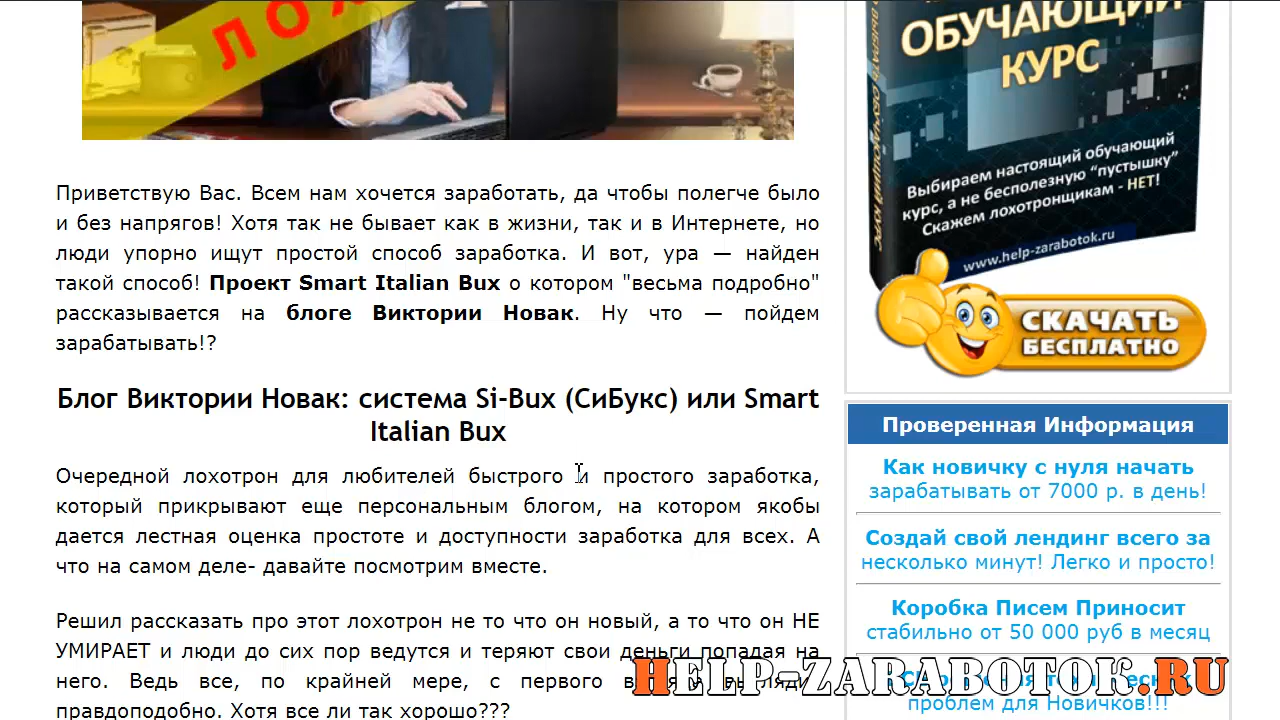 ЛОХ
Приветствую Вас. Всем нам хочется заработать, да чтобы полегче было
и без напрягов! Хотя так не бывает как в жизни, так и в Интернете, но
люди упорно ищут простой способ заработка. И вот, ура — найден
такой способ! Проект Smart Italian Bux о котором "весьма подробно"
рассказывается на блоге Виктории Новак. Ну что — пойдем
зарабатывать!?
Блог Виктории Новак: система Si-Bux (СиБукс) или Smart
Italian Bux
Очередной лохотрон для любителей быстрого и простого заработка,
который прикрывают еще персональным блогом, на котором якобы
дается лестная оценка простоте и доступности заработка для всех. А
что на самом деле- давайте посмотрим вместе.
Решил рассказать про этот лохотрон не то что он новый, а то что он НЕ
УМИРАЕТ и люди до сих пор ведутся и теряют свои деньги попадая на
него. Ведь все, по крайней мере, с первого
правдоподобно. Хотя все ли так хорошо???
ОБУЧАЮЩИЙ
КУРС
Выбираем настоящий обучающий
курс, а не бесполезную "пустышку"
Скажем лохотронщикам - НЕТ!
www.help-zarabotok.ru
СКАЧАТЬ
БЕСПЛАТНО
Проверенная Информация
Как новичку с нуля начать
зарабатывать от 7000 р. в день!
Создай свой лендинг всего за
несколько минут! Легко и просто!
Коробка Писем Приносит
стабильно от 50 000 руб в месяц
проблем для Новичков!!!
HELP-ZARABOTOK.RU